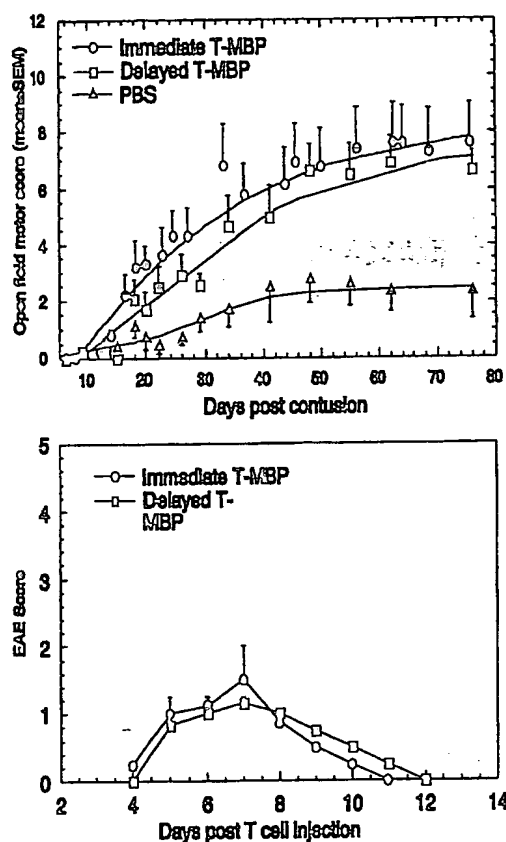 12
10
8
6
4
2
0
Immediate T-MBP
Delayed T-MBP
PBS
Open field motor score (mean±SEM)
10 20 30 40 50 60 70 80
Days post contusion
5
4
3
2
1
0
Immediate T-MBP
Delayed T-
MBP
EAE Score
2 4 6 8 10 12 14
Days post T cell injection